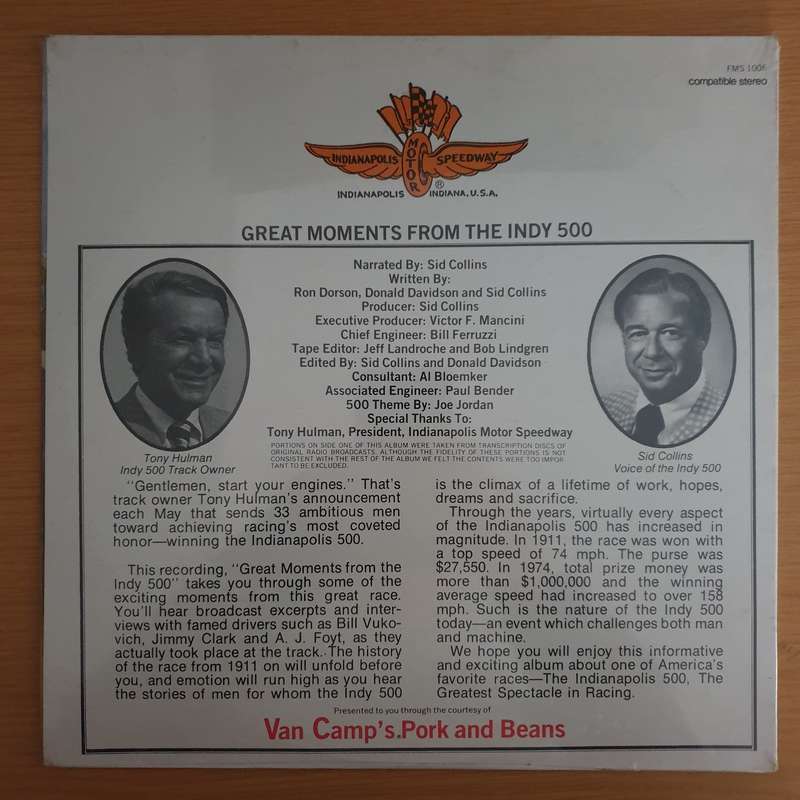 FMS 1006
compatible stereo
INDIANAPOLIS MOTOR SPEEDWAY
INDIANAPOLIS ® INDIANA, U.S.A.
GREAT MOMENTS FROM THE INDY 500
Narrated By: Sid Collins
Written By:
Ron Dorson, Donald Davidson and Sid Collins
Producer: Sid Collins
Executive Producer: Victor F. Mancini
Chief Engineer: Bill Ferruzzi
Tape Editor: Jeff Landroche and Bob Lindgren
Edited By: Sid Collins and Donald Davidson
Consultant: Al Bloemker
Associated Engineer: Paul Bender
500 Theme By: Joe Jordan
Special Thanks To:
Tony Hulman, President, Indianapolis Motor Speedway
PORTIONS ON SIDE ONE OF THIS ALBUM WERE TAKEN FROM TRANSCRIPTION DISCS OF
ORIGINAL RADIO BROADCASTS. ALTHOUGH THE FIDELITY OF THESE PORTIONS IS NOT
CONSISTENT WITH THE REST OF THE ALBUM WE FELT THE CONTENTS WERE TOO IMPOR
TANT TO BE EXCLUDED.
Tony Hulman
Indy 500 Track Owner
Sid Collins
Voice of the Indy 500
"Gentlemen, start your engines." That's
track owner Tony Hulman's announcement
each May that sends 33 ambitious men
toward achieving racing's most coveted
honor—winning the Indianapolis 500.
This recording, "Great Moments from the
Indy 500" takes you through some of the
exciting moments from this great race.
You'll hear broadcast excerpts and inter-
views with famed drivers such as Bill Vuko-
vich, Jimmy Clark and A. J. Foyt, as they
actually took place at the track. The history
of the race from 1911 on will unfold before
you, and emotion will run high as you hear
the stories of men for whom the Indy 500
is the climax of a lifetime of work, hopes,
dreams and sacrifice.
Through the years, virtually every aspect
of the Indianapolis 500 has increased in
magnitude. In 1911, the race was won with
a top speed of 74 mph. The purse was
$27,550. In 1974, total prize money was
more than $1,000,000 and the winning
average speed had increased to over 158
mph. Such is the nature of the Indy 500
today—an event which challenges both man
and machine.
We hope you will enjoy this informative
and exciting album about one of America's
favorite races—The Indianapolis 500, The
Greatest Spectacle in Racing.
Presented to you through the courtesy of
Van Camp's.Pork and Beans